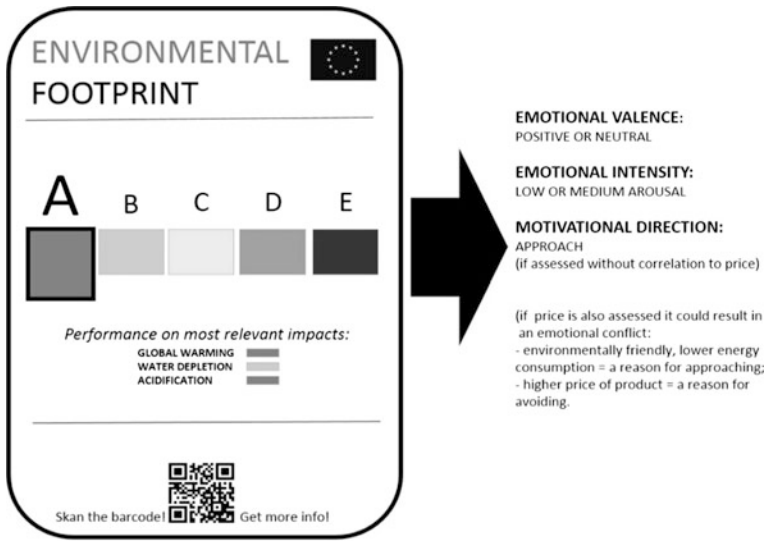 ENVIRONMENTAL
FOOTPRINT
A B C D E
Performance on most relevant impacts:
GLOBAL WARMING
WATER DEPLETION
ACIDIFICATION
Skan the barcode! Get more info!
EMOTIONAL VALENCE:
POSITIVE OR NEUTRAL
EMOTIONAL INTENSITY:
LOW OR MEDIUM AROUSAL
MOTIVATIONAL DIRECTION:
APPROACH
(if assessed without correlation to price)
(if price is also assessed it could result in
an emotional conflict:
- environmentally friendly, lower energy
consumption = a reason for approaching;
- higher price of product = a reason for
avoiding.